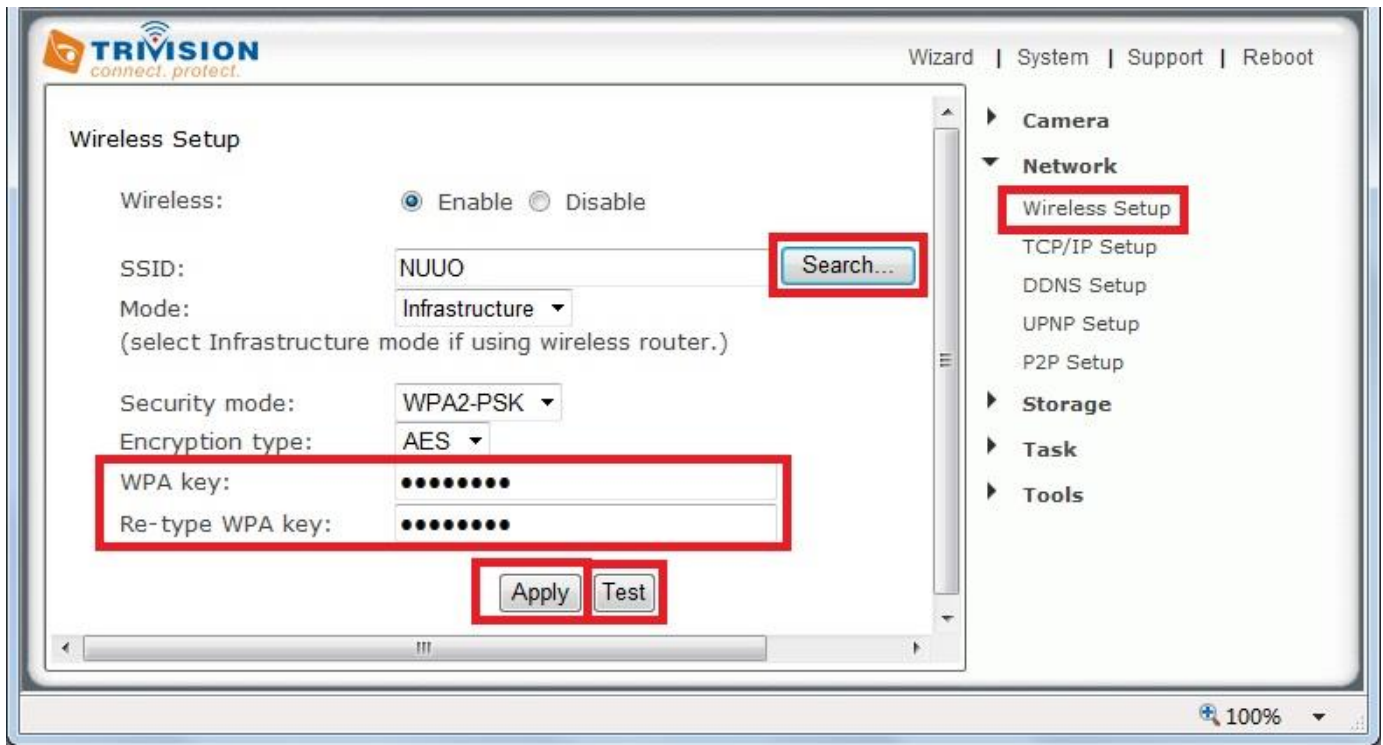 TRIVISION
connect. protect.
Wizard | System | Support | Reboot
Wireless Setup
Wireless: Enable Disable
SSID: NUUO Search...
Mode: Infrastructure
(select Infrastructure mode if using wireless router.)
Security mode: WPA2-PSK
Encryption type: AES
WPA key: ●●●●●●●●
Re-type WPA key: ●●●●●●●●
Apply Test
Camera
Network
Wireless Setup
TCP/IP Setup
DDNS Setup
UPNP Setup
P2P Setup
Storage
Task
Tools
100%